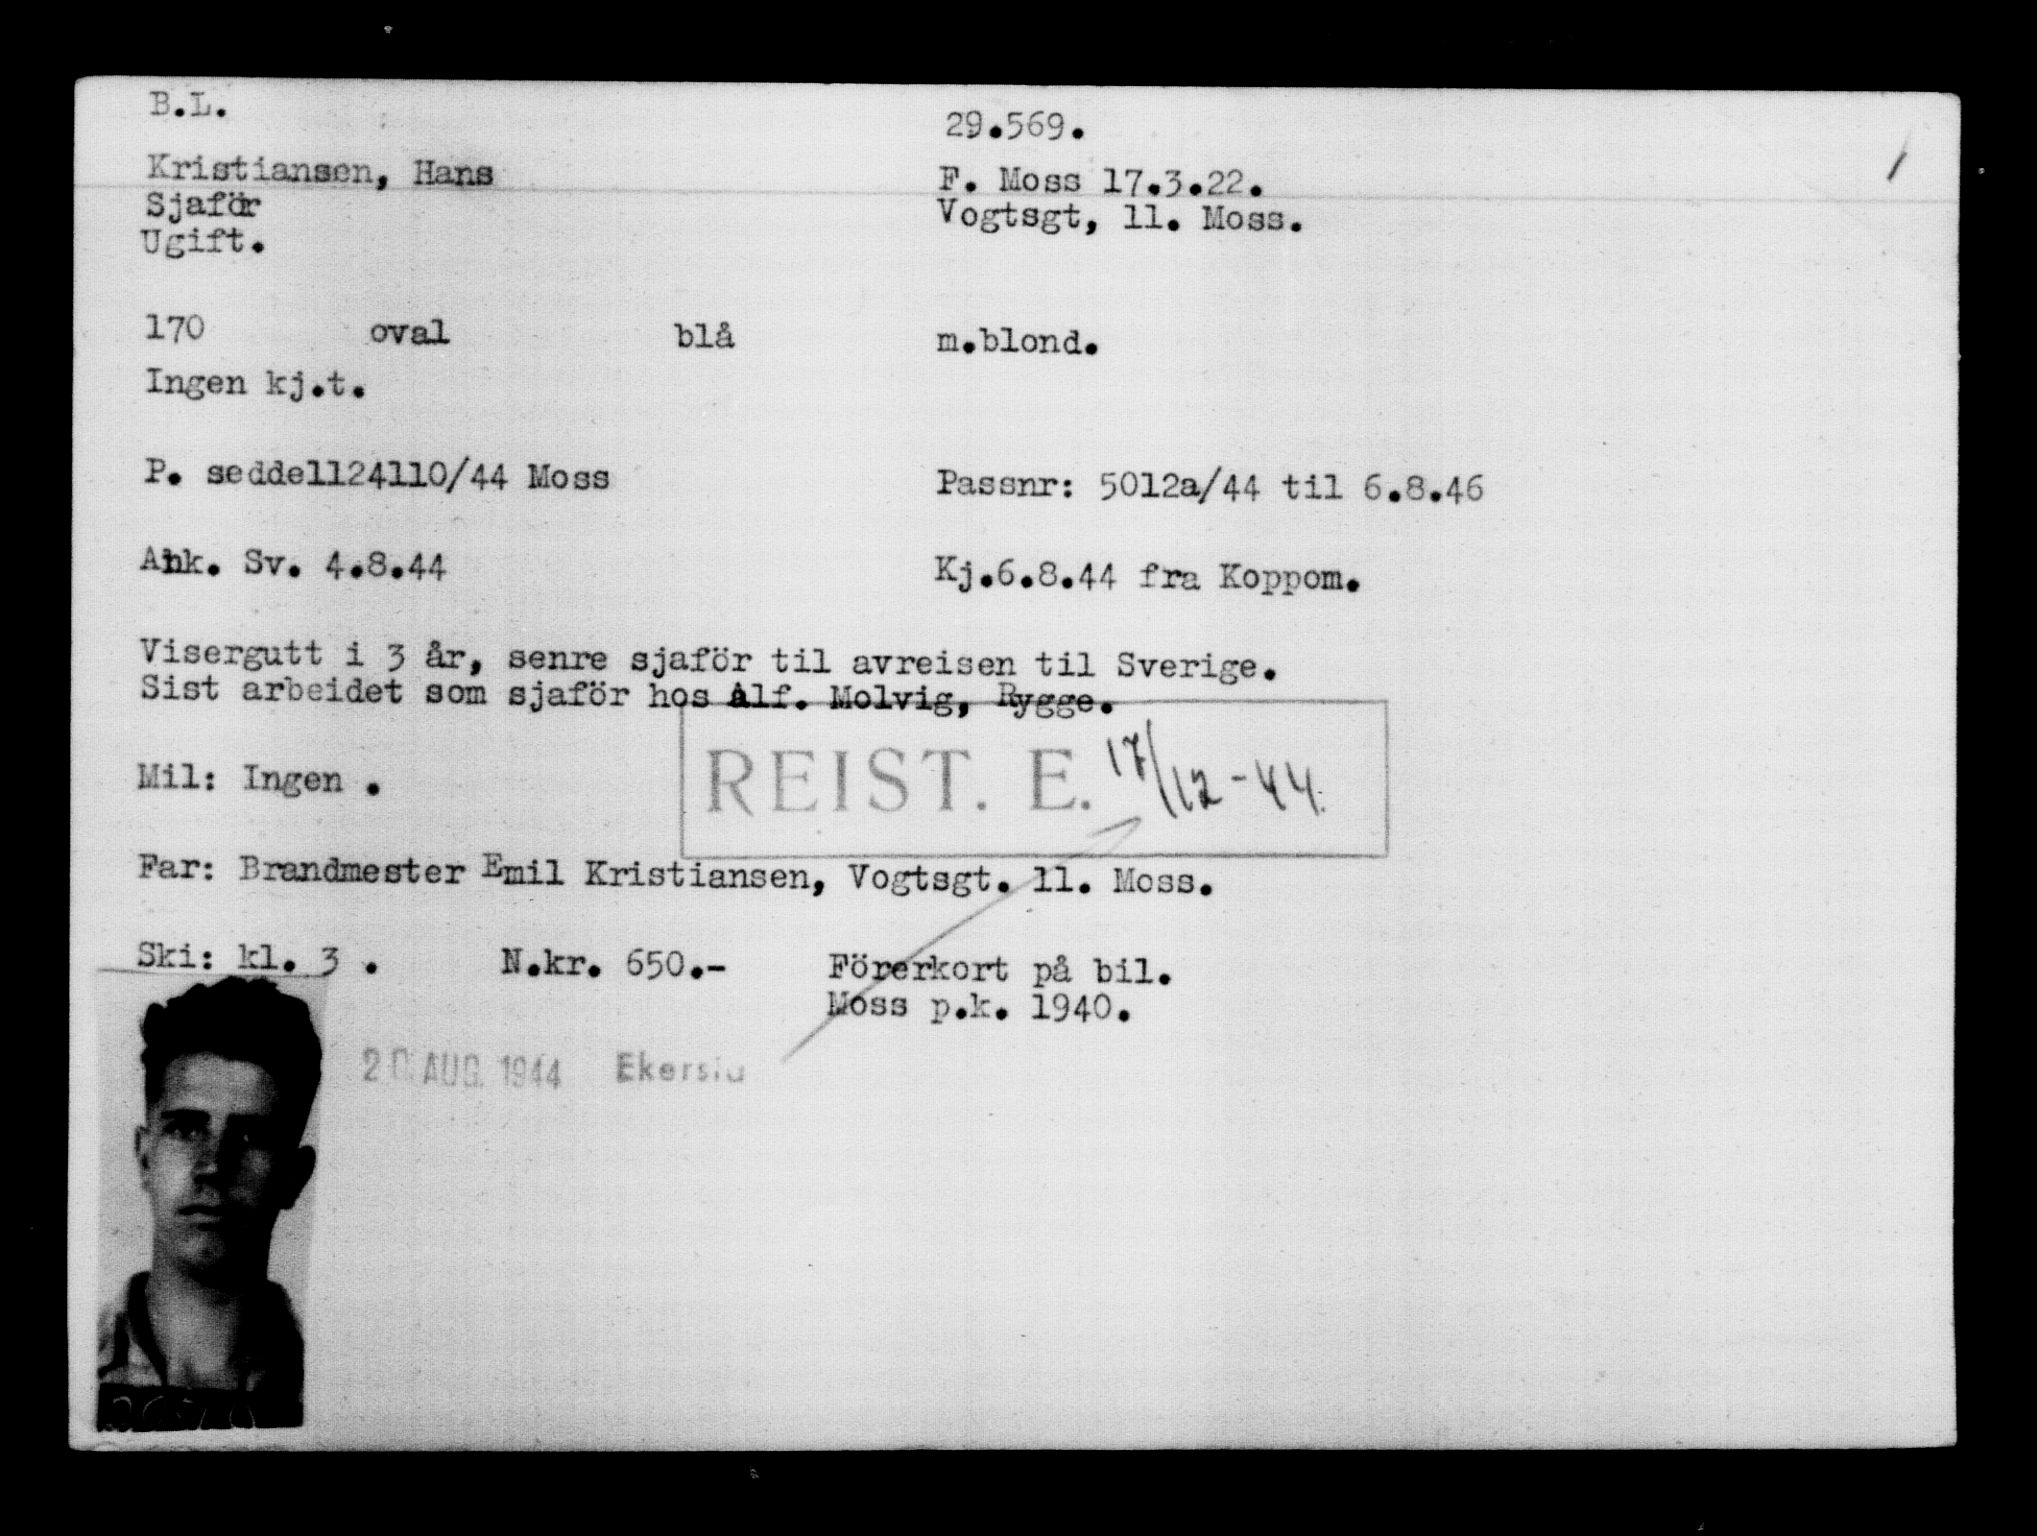 B.L.
29.569.
Kristiansen, Hans
F. Moss 17.3.22.
Sjaför
Vogtsgt, 11. Moss.
Ugift.
170 oval blå m.blond.
Ingen kj.t.
P. seddel124110/44 Moss
Passnr: 5012a/44 til 6.8.46
Ank. Sv. 4.8.44
Kj.6.8.44 fra Koppom.
Visergutt i 3 år, senre sjaför til avreisen til Sverige.
Sist arbeidet som sjaför hos Alf. Molvig, Rygge.
REIST. E. 17/12-44.
Mil: Ingen .
Far: Brandmester Emil Kristiansen, Vogtsgt. 11. Moss.
Ski: kl. 3 . N.kr. 650.- Förerkort på bil.
Moss p.k. 1940.
20 AUG. 1944